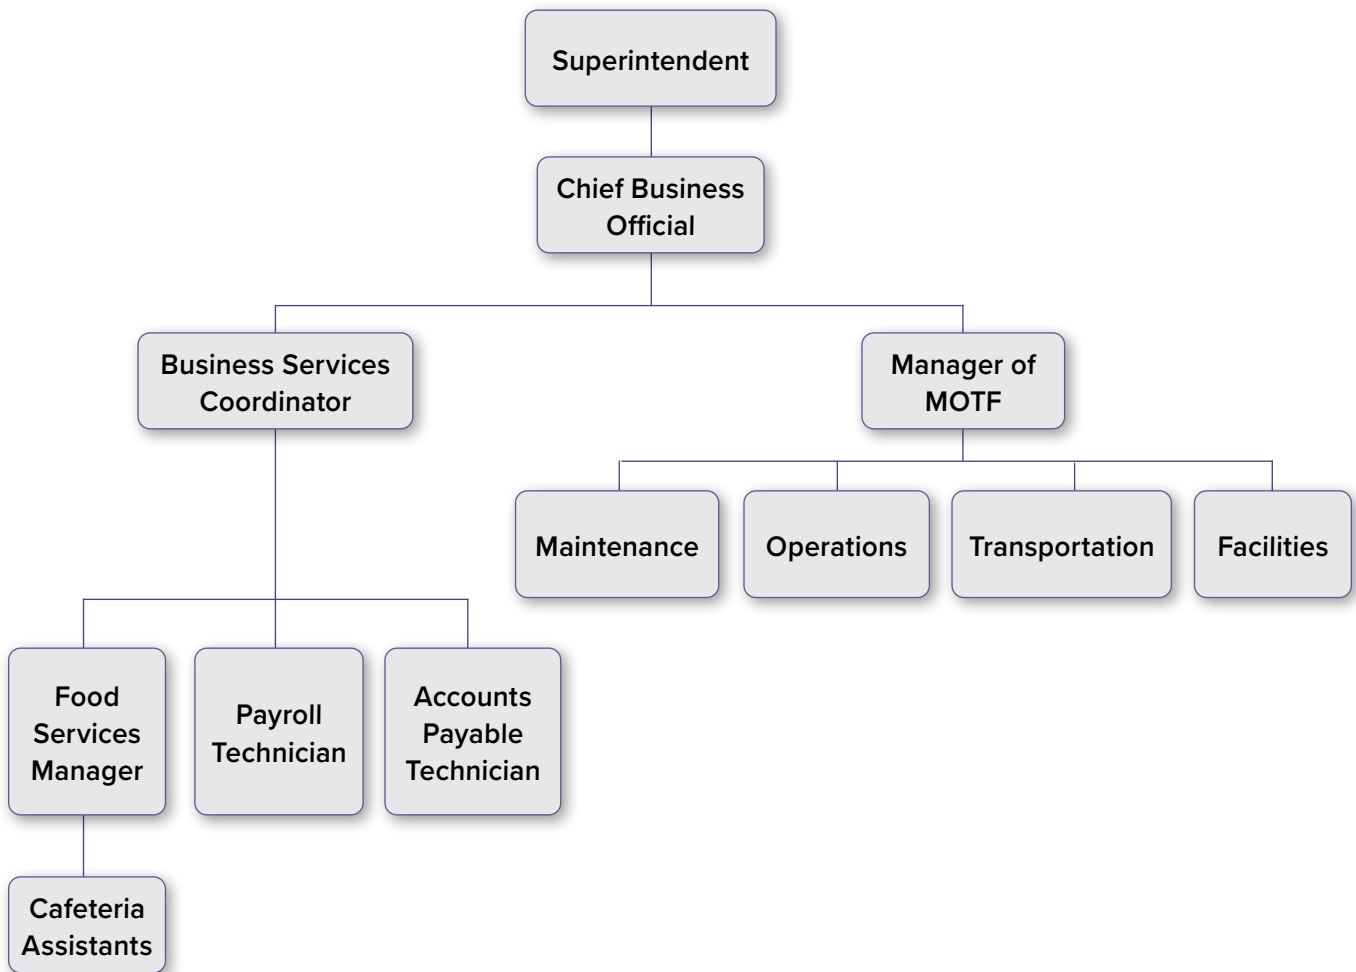 Superintendent
Chief Business
Official
Business Services
Coordinator
Manager of
MOTF
Maintenance
Operations
Transportation
Facilities
Food
Services
Manager
Payroll
Technician
Accounts
Payable
Technician
Cafeteria
Assistants